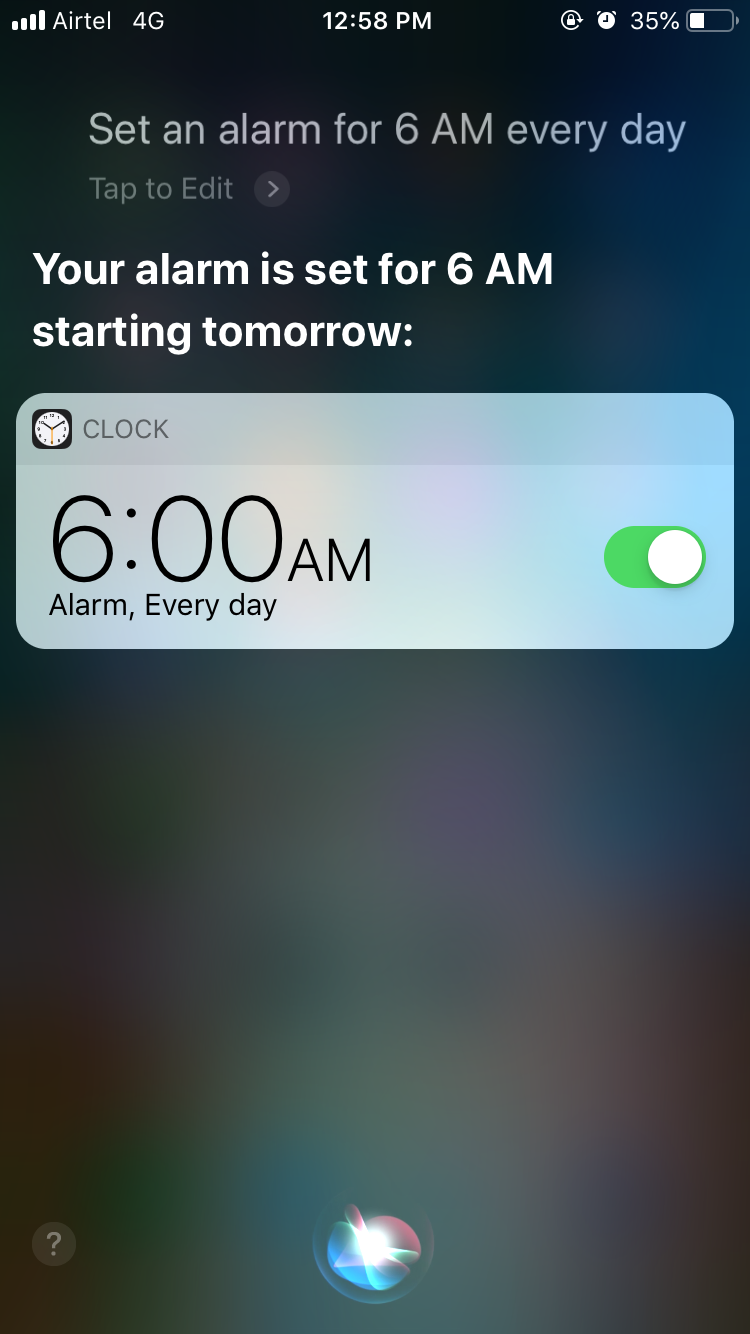 Airtel 4G 12:58 PM 35%
Set an alarm for 6 AM every day
Tap to Edit
Your alarm is set for 6 AM
starting tomorrow:
CLOCK
6:00AM
Alarm, Every day
?